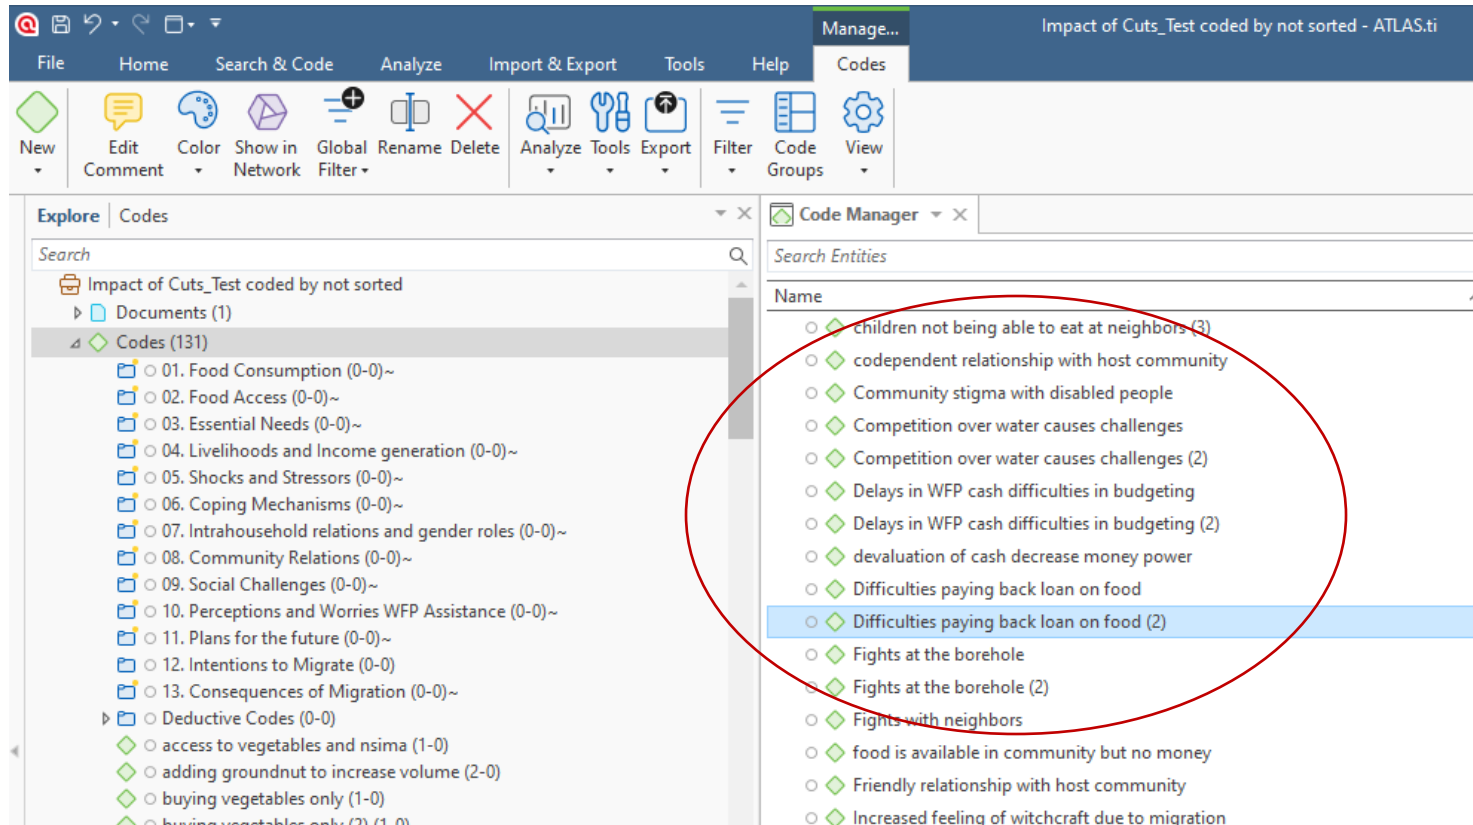 Manage...
Impact of Cuts_Test coded by not sorted - ATLAS.ti
File Home Search & Code Analyze Import & Export Tools Help Codes
New Edit Comment Color Show in Network Global Filter Rename Delete Analyze Tools Export Filter Code Groups View
Explore Codes
Search
Impact of Cuts_Test coded by not sorted
Documents (1)
Codes (131)
01. Food Consumption (0-0)~
02. Food Access (0-0)~
03. Essential Needs (0-0)~
04. Livelihoods and Income generation (0-0)~
05. Shocks and Stressors (0-0)~
06. Coping Mechanisms (0-0)~
07. Intrahousehold relations and gender roles (0-0)~
08. Community Relations (0-0)~
09. Social Challenges (0-0)~
10. Perceptions and Worries WFP Assistance (0-0)~
11. Plans for the future (0-0)~
12. Intentions to Migrate (0-0)
13. Consequences of Migration (0-0)~
Deductive Codes (0-0)
access to vegetables and nsima (1-0)
adding groundnut to increase volume (2-0)
buying vegetables only (1-0)
buying vegetables only (2) (1-0)
Code Manager
Search Entities
Name
children not being able to eat at neighbors (3)
codependent relationship with host community
Community stigma with disabled people
Competition over water causes challenges
Competition over water causes challenges (2)
Delays in WFP cash difficulties in budgeting
Delays in WFP cash difficulties in budgeting (2)
devaluation of cash decrease money power
Difficulties paying back loan on food
Difficulties paying back loan on food (2)
Fights at the borehole
Fights at the borehole (2)
Fights with neighbors
food is available in community but no money
Friendly relationship with host community
Increased feeling of witchcraft due to migration